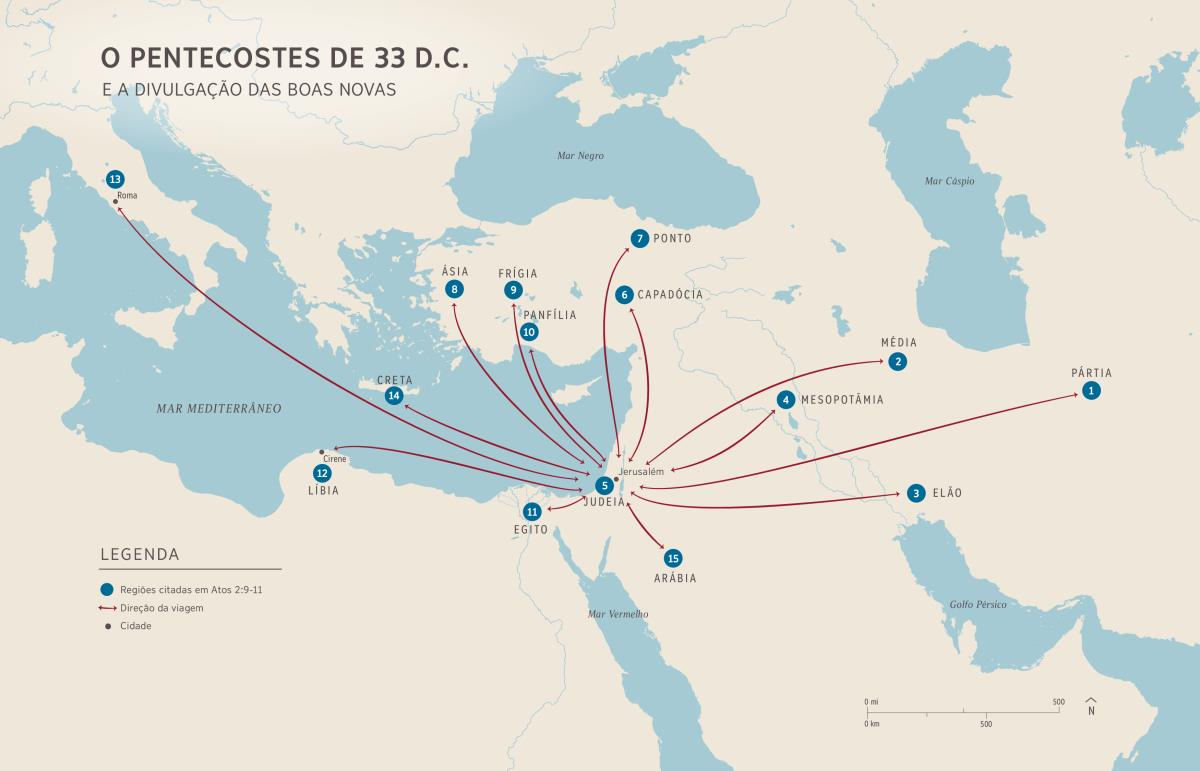 O PENTECOSTES DE 33 D.C.
E A DIVULGAÇÃO DAS BOAS NOVAS
Mar Negro
Mar Cáspio
13
Roma
7 PONTO
ÁSIA
8
FRÍGIA
9
6 CAPADÓCIA
PANFÍLIA
10
MÉDIA
2
PÁRTIA
1
CRETA
14
4 MESOPOTÂMIA
MAR MEDITERRÂNEO
Cirene
12
LÍBIA
Jerusalém
5
JUDEIA
3 ELÃO
11
EGITO
15
ARÁBIA
Mar Vermelho
Golfo Pérsico
LEGENDA
Regiões citadas em Atos 2:9-11
Direção da viagem
Cidade
0 mi 500
0 km 500
N